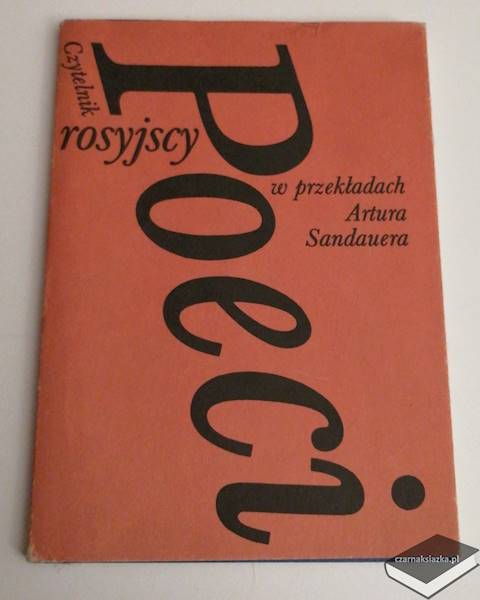 Czytelnik
Poeci
rosyjscy
w przekładach
Artura
Sandauera
czarnaksiazka.pl